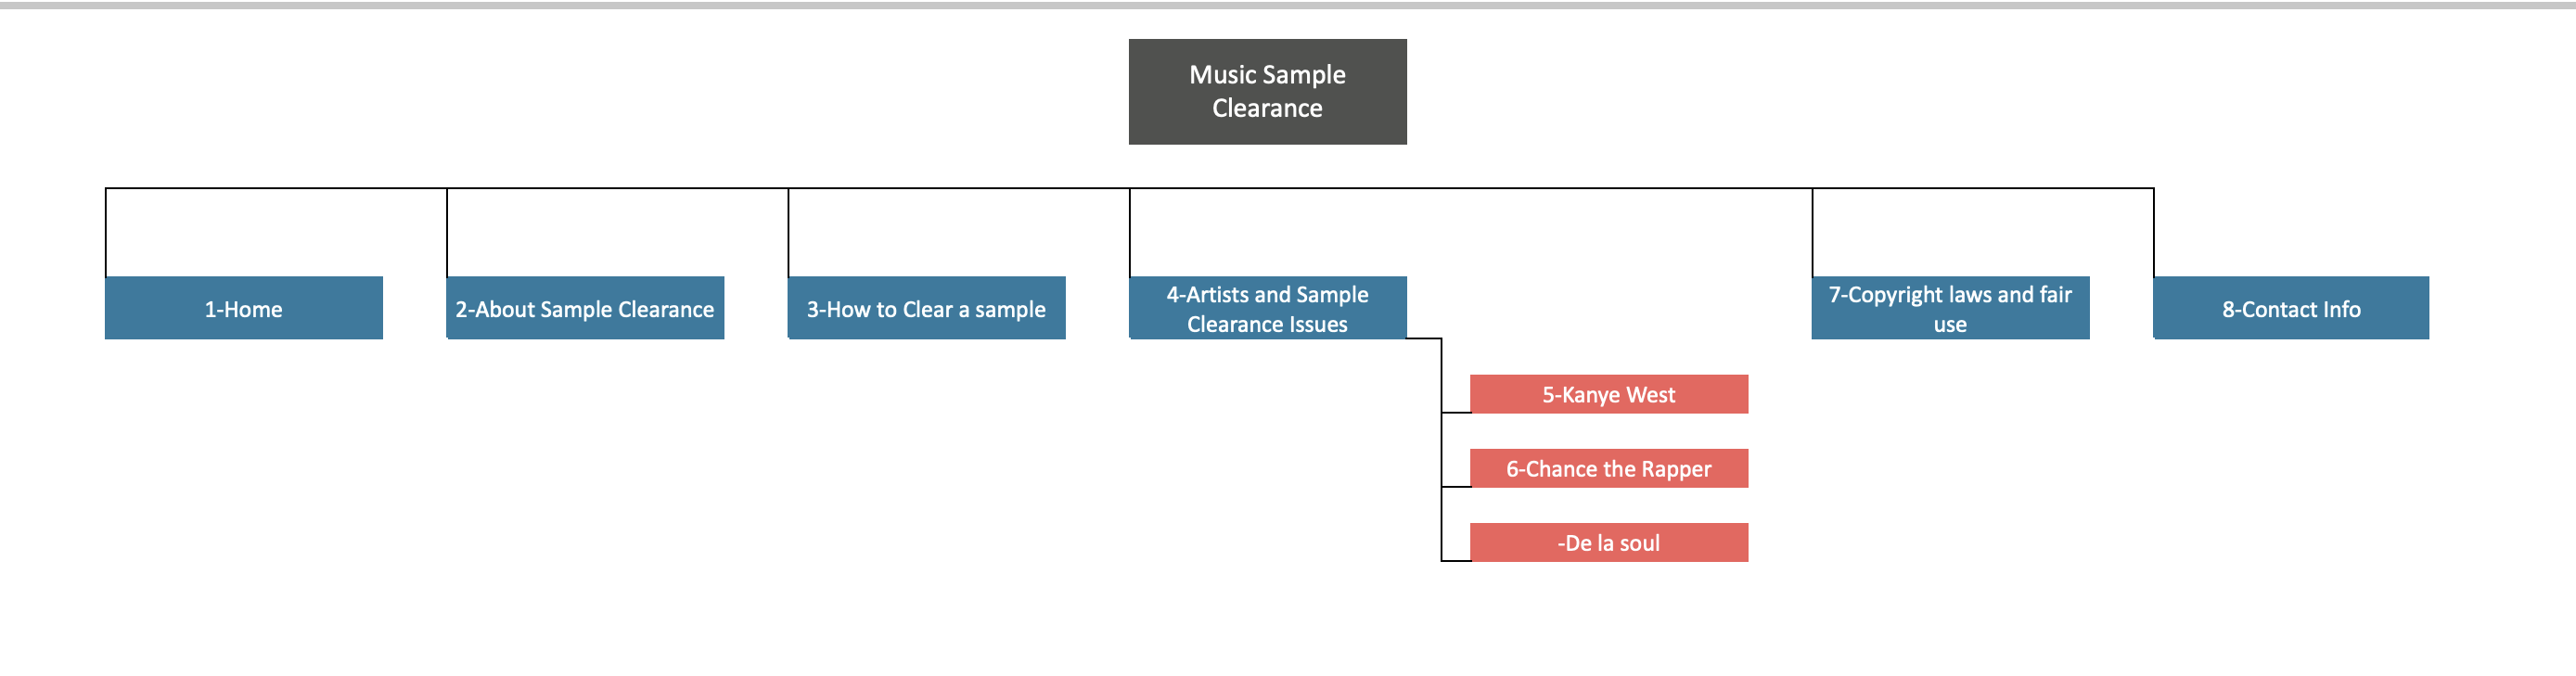 Music Sample
Clearance
1-Home
2-About Sample Clearance
3-How to Clear a sample
4-Artists and Sample
Clearance Issues
5-Kanye West
6-Chance the Rapper
-De la soul
7-Copyright laws and fair
use
8-Contact Info